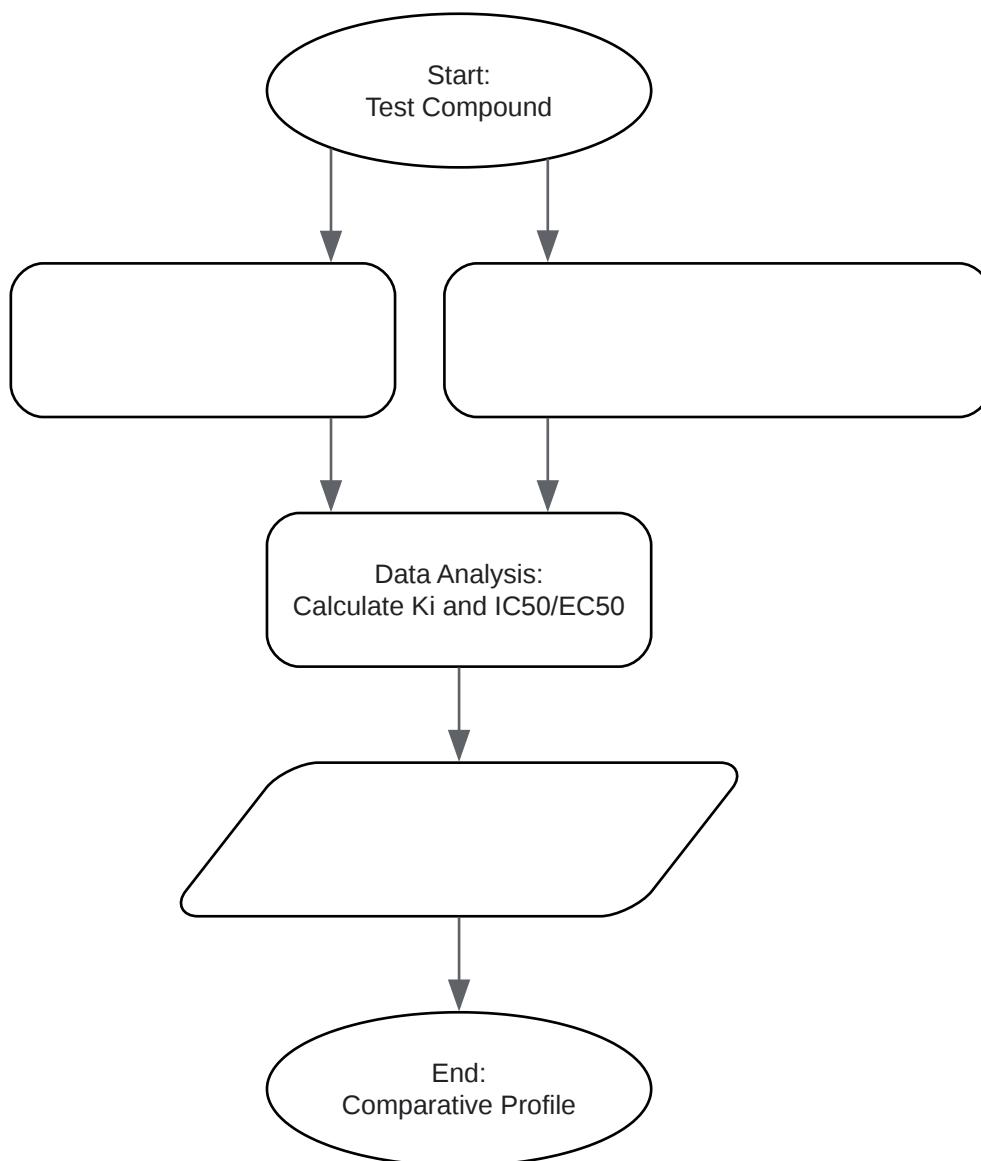 Start:
Test Compound
Data Analysis:
Calculate Ki and IC50/EC50
End:
Comparative Profile